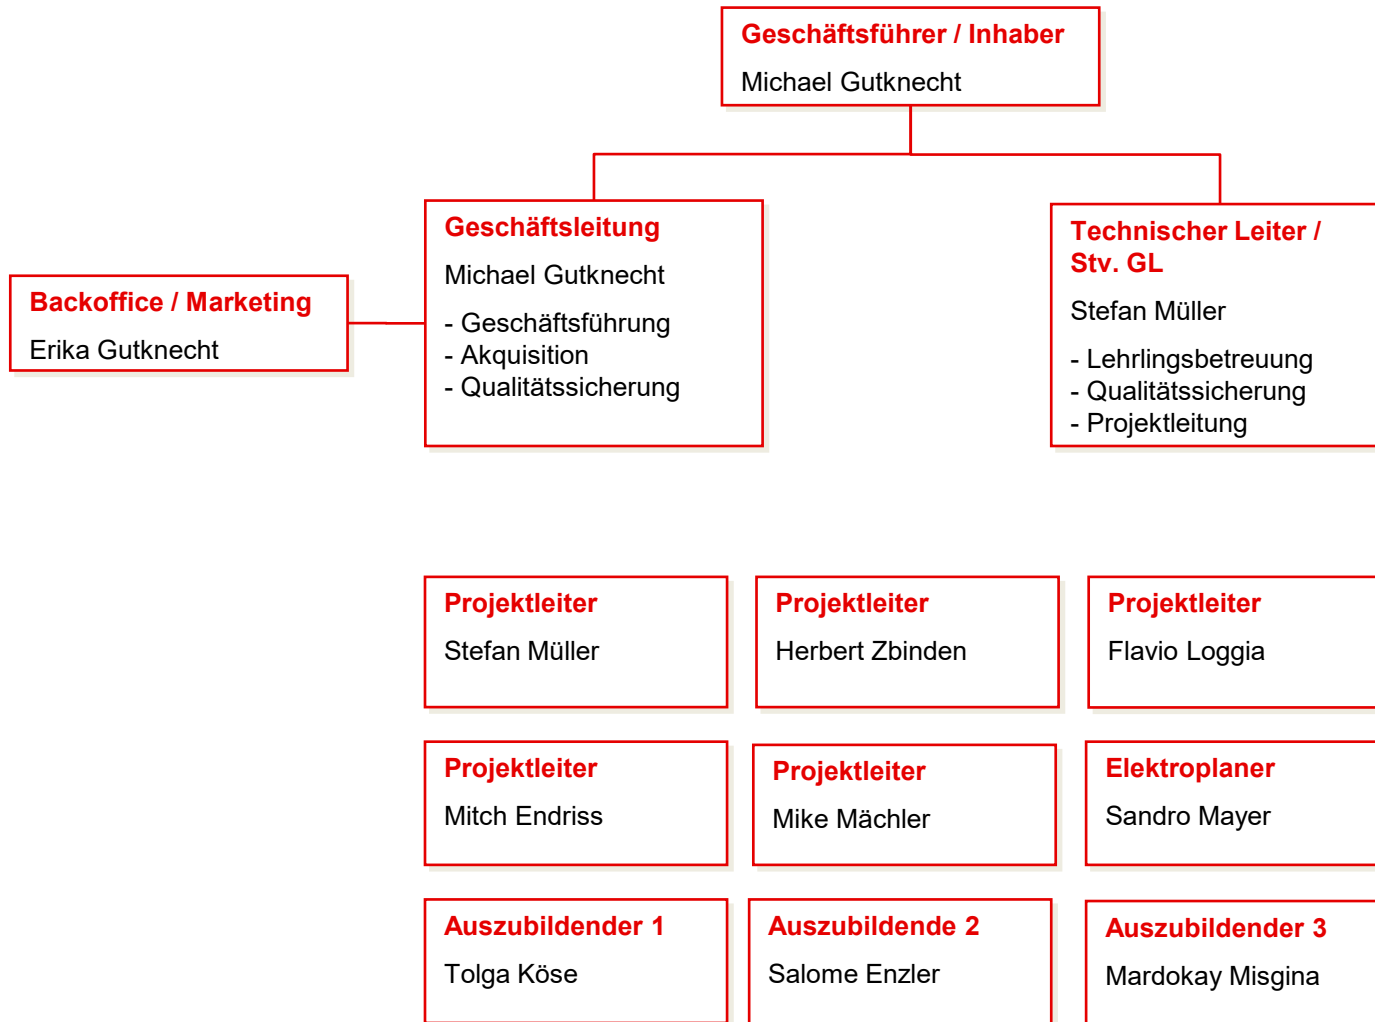 Geschäftsführer / Inhaber
Michael Gutknecht
Geschäftsleitung
Michael Gutknecht
- Geschäftsführung
- Akquisition
- Qualitätssicherung
Technischer Leiter /
Stv. GL
Stefan Müller
- Lehrlingsbetreuung
- Qualitätssicherung
- Projektleitung
Backoffice / Marketing
Erika Gutknecht
Projektleiter
Stefan Müller
Projektleiter
Herbert Zbinden
Projektleiter
Flavio Loggia
Projektleiter
Mitch Endriss
Projektleiter
Mike Mächler
Elektroplaner
Sandro Mayer
Auszubildender 1
Tolga Köse
Auszubildende 2
Salome Enzler
Auszubildender 3
Mardokay Misgina